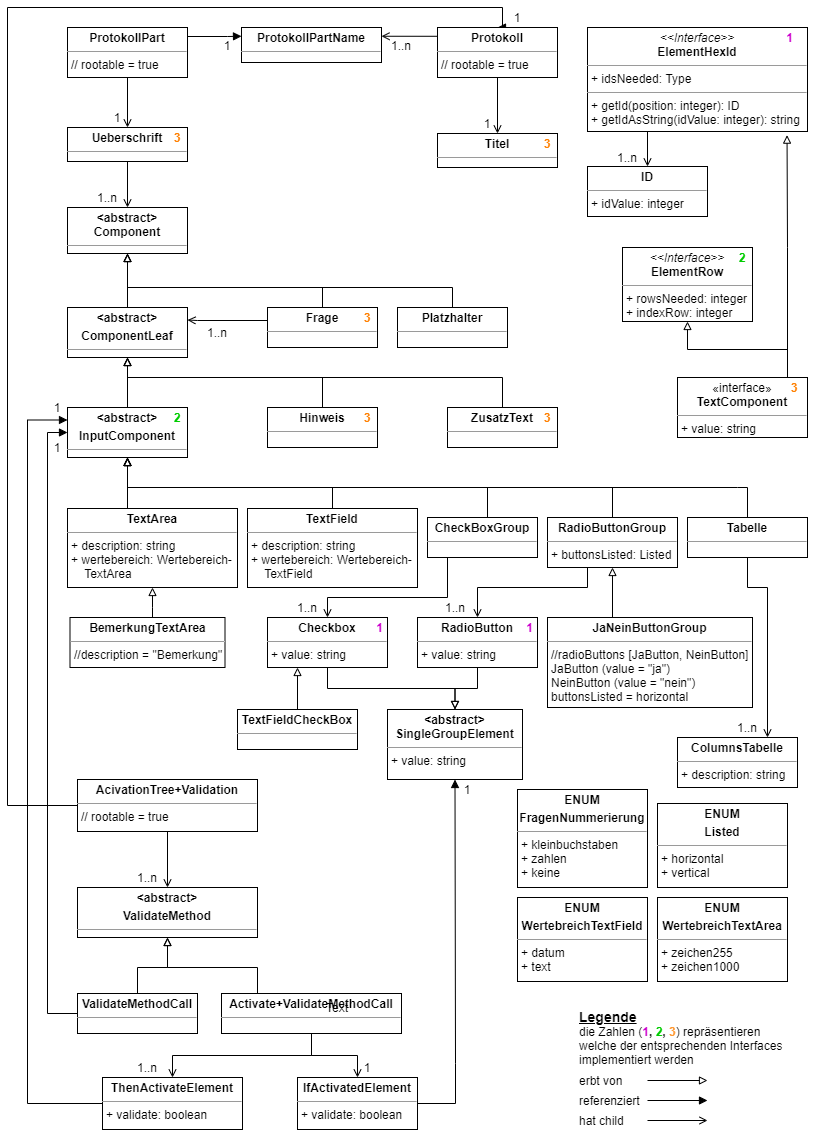 ProtokollPart
// rootable = true
1
ProtokollPartName
1..n
Protokoll
// rootable = true
1
<<Interface>> 1
ElementHexId
+ idsNeeded: Type
+ getId(position: integer): ID
+ getIdAsString(idValue: integer): string
1
Ueberschrift 3
1
Titel 3
1..n
ID
+ idValue: integer
1..n
<abstract>
Component
<<Interface>> 2
ElementRow
+ rowsNeeded: integer
+ indexRow: integer
<abstract>
ComponentLeaf
1..n
Frage 3
Platzhalter
<<interface>> 3
TextComponent
+ value: string
1
1
<abstract> 2
InputComponent
Hinweis 3
ZusatzText 3
TextArea
+ description: string
+ wertebereich: Wertebereich-
TextArea
TextField
+ description: string
+ wertebereich: Wertebereich-
TextField
CheckBoxGroup
RadioButtonGroup
+ buttonsListed: Listed
Tabelle
BemerkungTextArea
//description = "Bemerkung"
1..n
Checkbox 1
+ value: string
1..n
RadioButton 1
+ value: string
JaNeinButtonGroup
//radioButtons [JaButton, NeinButton]
JaButton (value = "ja")
NeinButton (value = "nein")
buttonsListed = horizontal
TextFieldCheckBox
<abstract>
SingleGroupElement
+ value: string
1..n
ColumnsTabelle
+ description: string
AcivationTree+Validation
// rootable = true
1
ENUM
FragenNummerierung
+ kleinbuchstaben
+ zahlen
+ keine
ENUM
Listed
+ horizontal
+ vertical
1..n
<abstract>
ValidateMethod
ENUM
WertebreichTextField
+ datum
+ text
ENUM
WertebreichTextArea
+ zeichen255
+ zeichen1000
ValidateMethodCall
Activate+ValidateMethodCall
Text
1..n
ThenActivateElement
+ validate: boolean
1
IfActivatedElement
+ validate: boolean
Legende
die Zahlen (1, 2, 3) repräsentieren
welche der entsprechenden Interfaces
implementiert werden
erbt von
referenziert
hat child